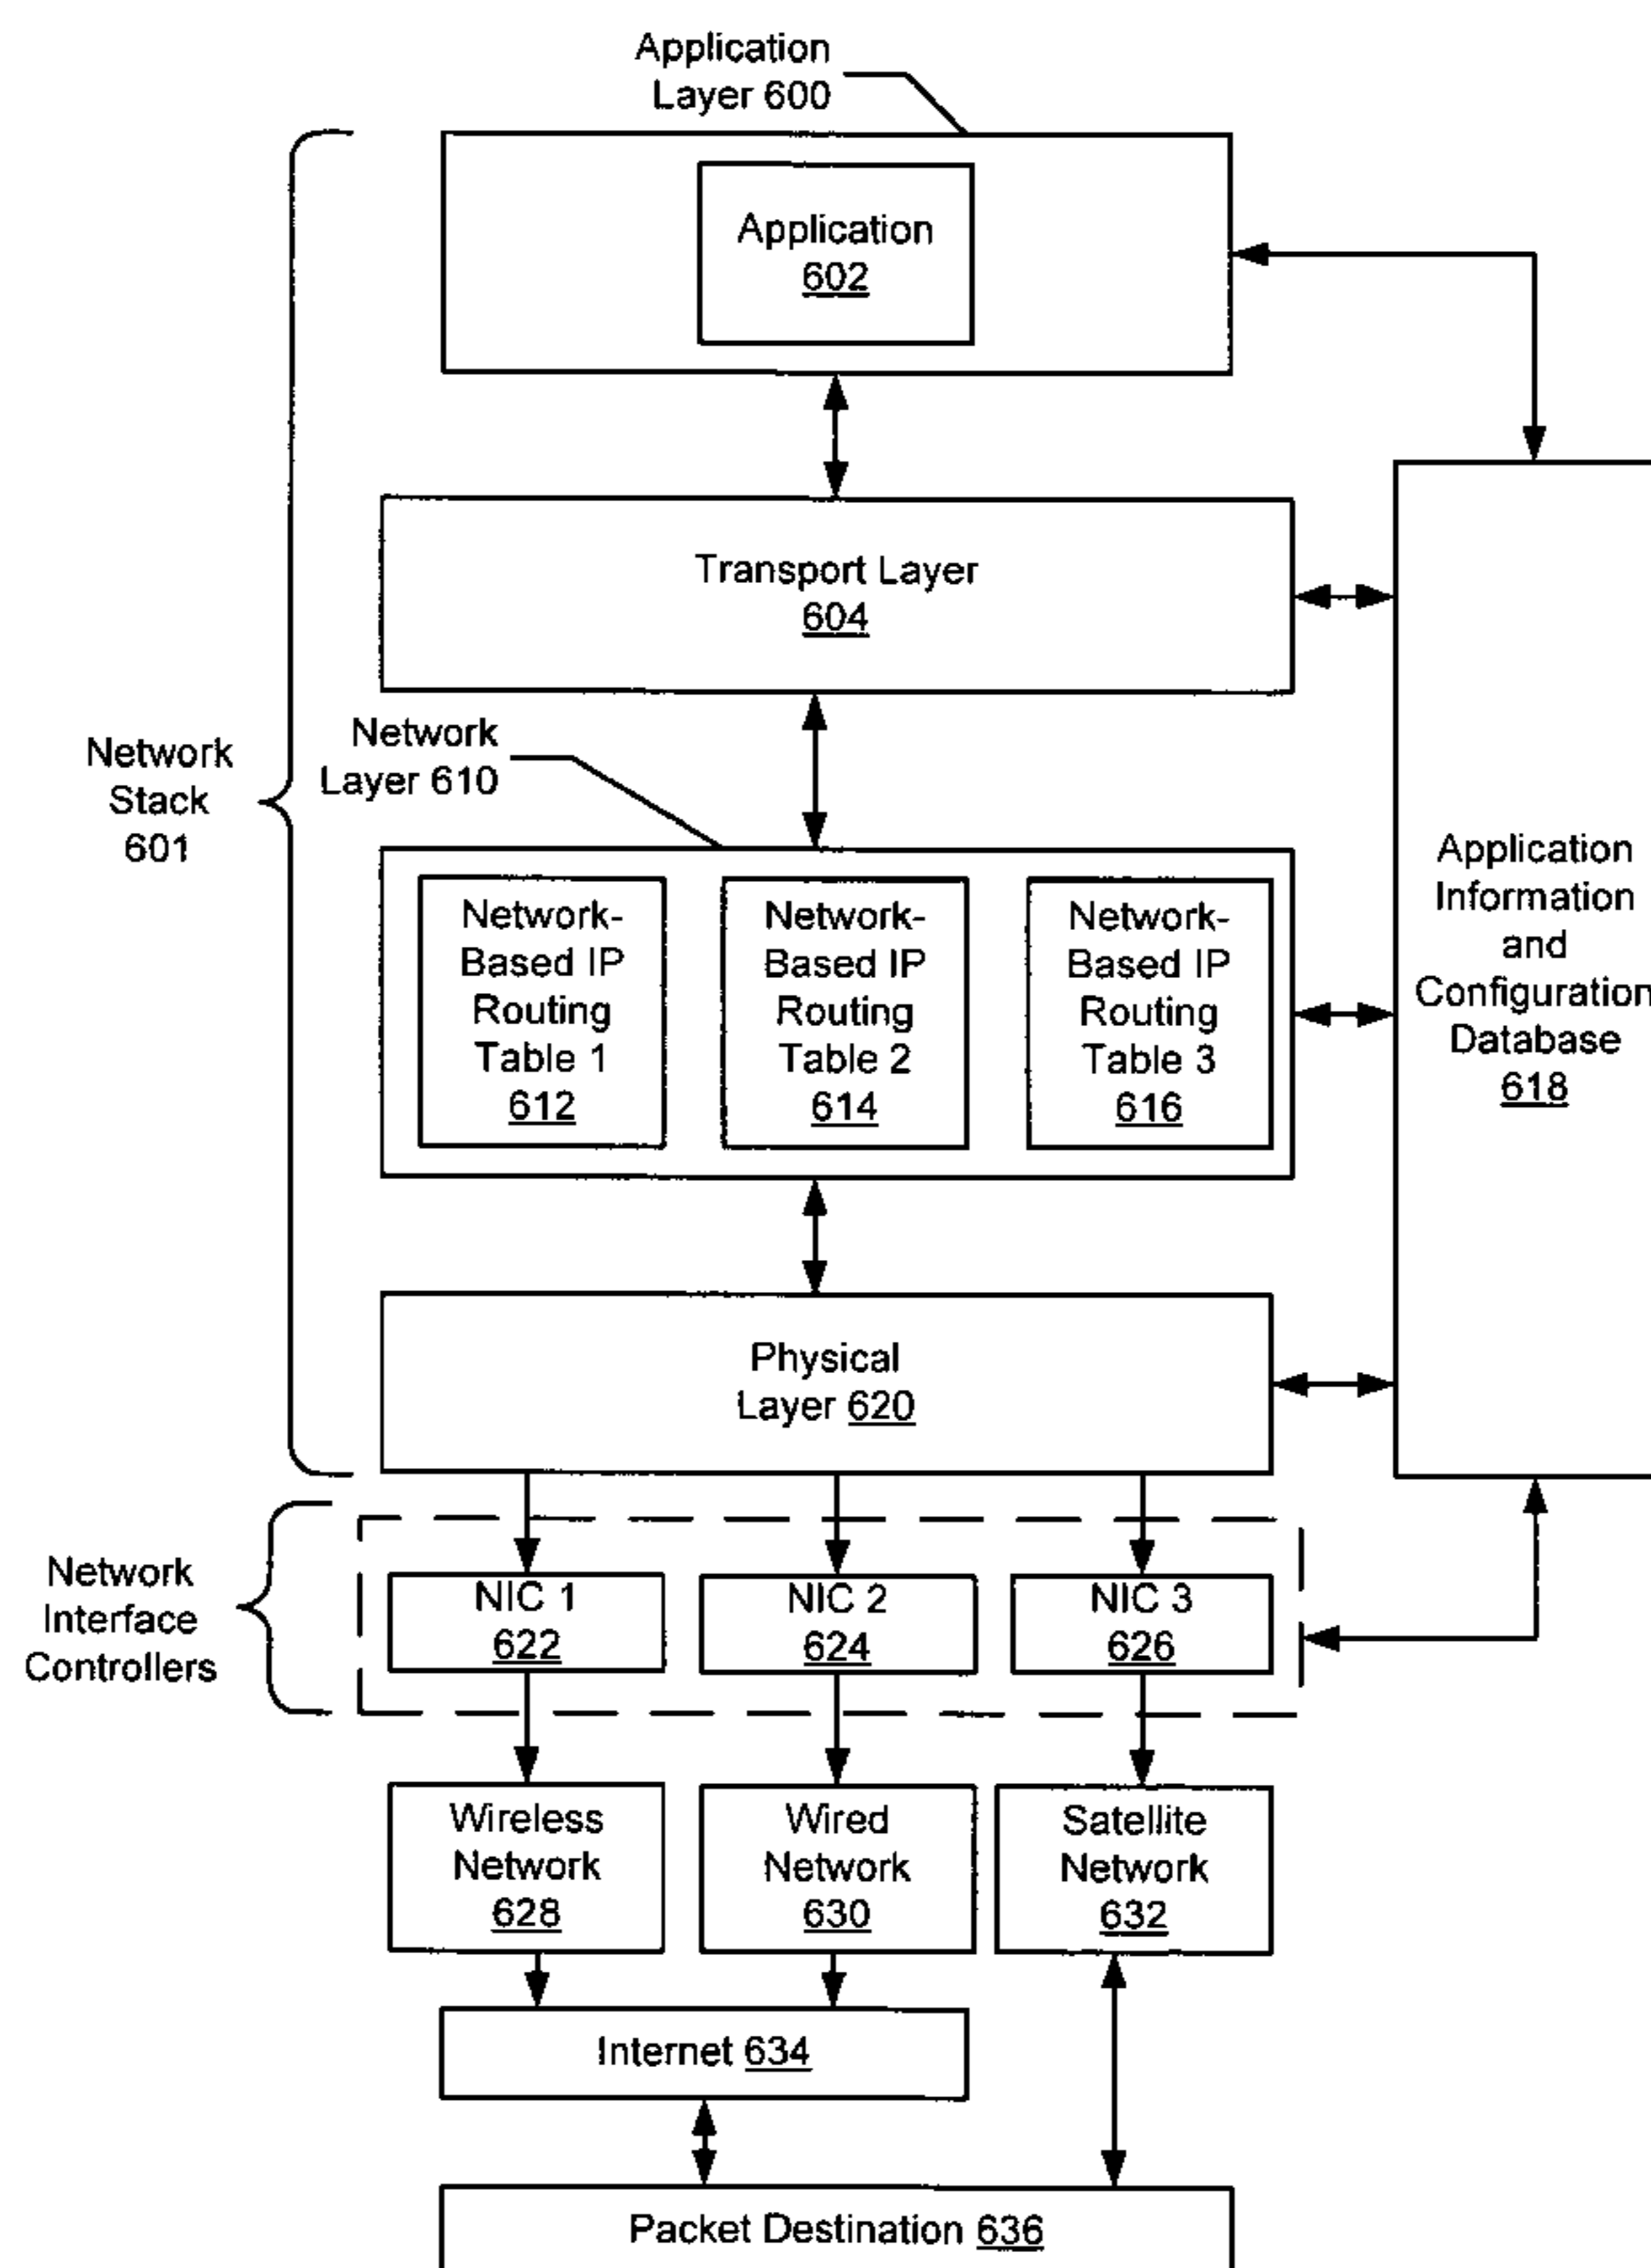 Application
Layer 600
Application
602
Transport Layer
604
Network
Layer 610
Network
Stack
601
Network-
Based IP
Routing
Table 1
612
Network-
Based IP
Routing
Table 2
614
Network-
Based IP
Routing
Table 3
616
Application
Information
and
Configuration
Database
618
Physical
Layer 620
Network
Interface
Controllers
NIC 1
622
NIC 2
624
NIC 3
626
Wireless
Network
628
Wired
Network
630
Satellite
Network
632
Internet 634
Packet Destination 636